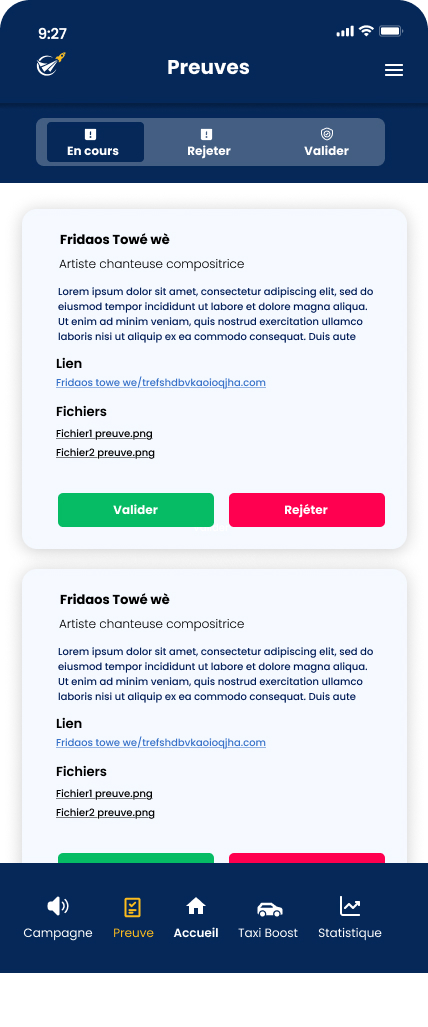 9:27
Preuves
En cours
Rejeter
Valider
Fridaos Towé wè
Artiste chanteuse compositrice
Lorem ipsum dolor sit amet, consectetur adipiscing elit, sed do
eiusmod tempor incididunt ut labore et dolore magna aliqua.
Ut enim ad minim veniam, quis nostrud exercitation ullamco
laboris nisi ut aliquip ex ea commodo consequat. Duis aute
Lien
Fridaos towe we/trefshdbvkaoioqjha.com
Fichiers
Fichier1 preuve.png
Fichier2 preuve.png
Valider
Rejéter
Fridaos Towé wè
Artiste chanteuse compositrice
Lorem ipsum dolor sit amet, consectetur adipiscing elit, sed do
eiusmod tempor incididunt ut labore et dolore magna aliqua.
Ut enim ad minim veniam, quis nostrud exercitation ullamco
laboris nisi ut aliquip ex ea commodo consequat. Duis aute
Lien
Fridaos towe we/trefshdbvkaoioqjha.com
Fichiers
Fichier1 preuve.png
Fichier2 preuve.png
Campagne
Preuve
Accueil
Taxi Boost
Statistique